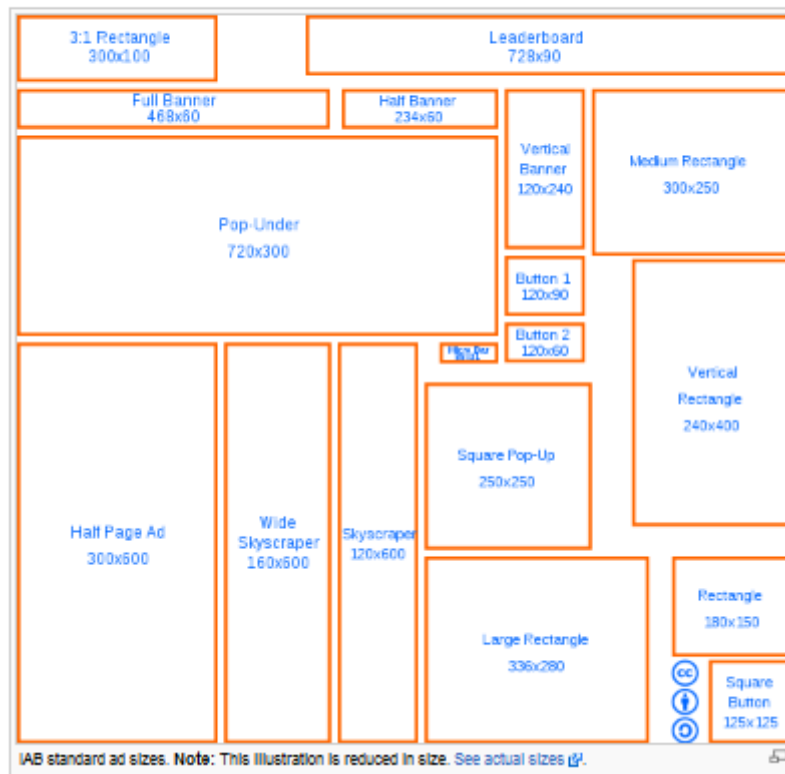 3:1 Rectangle
300x100
Leaderboard
728x90
Full Banner
468x60
Half Banner
234x60
Vertical
Banner
120x240
Medium Rectangle
300x250
Pop-Under
720x300
Button 1
120x90
Button 2
120x60
Vertical
Rectangle
240x400
Square Pop-Up
250x250
Half Page Ad
300x600
Wide
Skyscraper
160x600
Skyscraper
120x600
Rectangle
180x150
Large Rectangle
336x280
cc
Square
Button
125x125
IAB standard ad sizes. Note: This illustration is reduced in size. See actual sizes